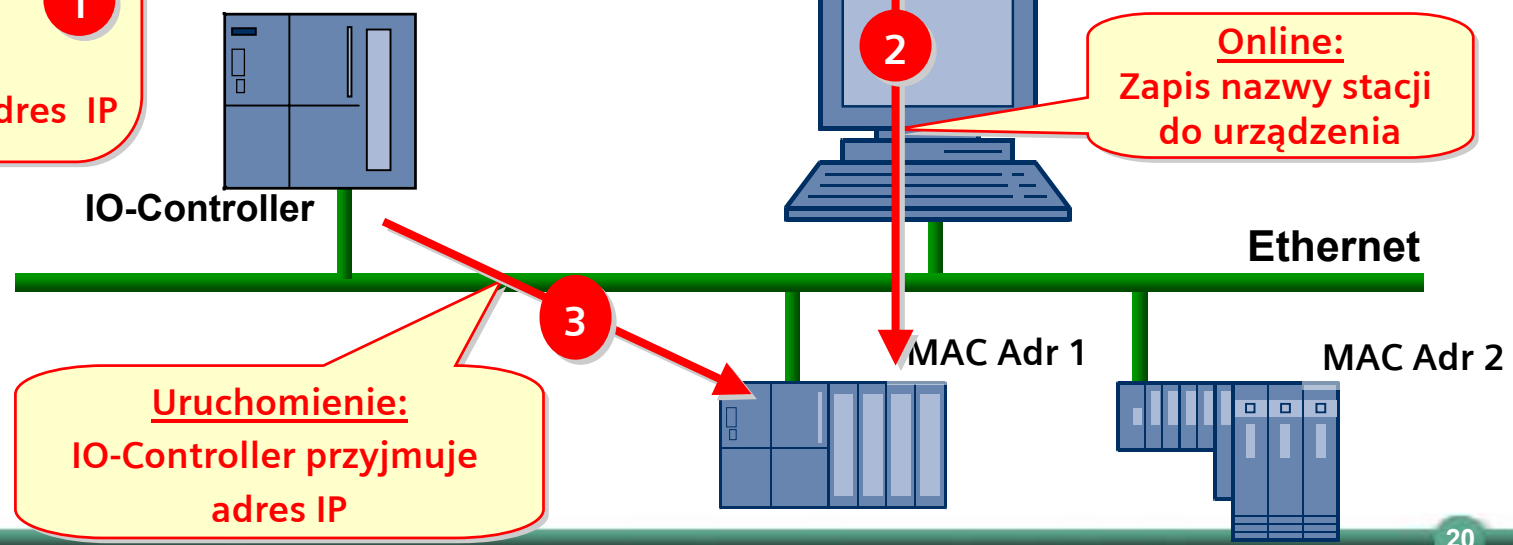 1
adres IP
2
Online:
Zapis nazwy stacji
do urządzenia
IO-Controller
Ethernet
3
MAC Adr 1
MAC Adr 2
Uruchomienie:
IO-Controller przyjmuje
adres IP
20